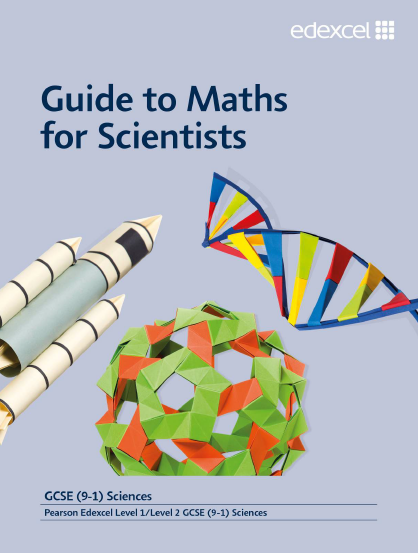 edexcel
Guide to Maths
for Scientists
GCSE (9-1) Sciences
Pearson Edexcel Level 1/Level 2 GCSE (9-1) Sciences